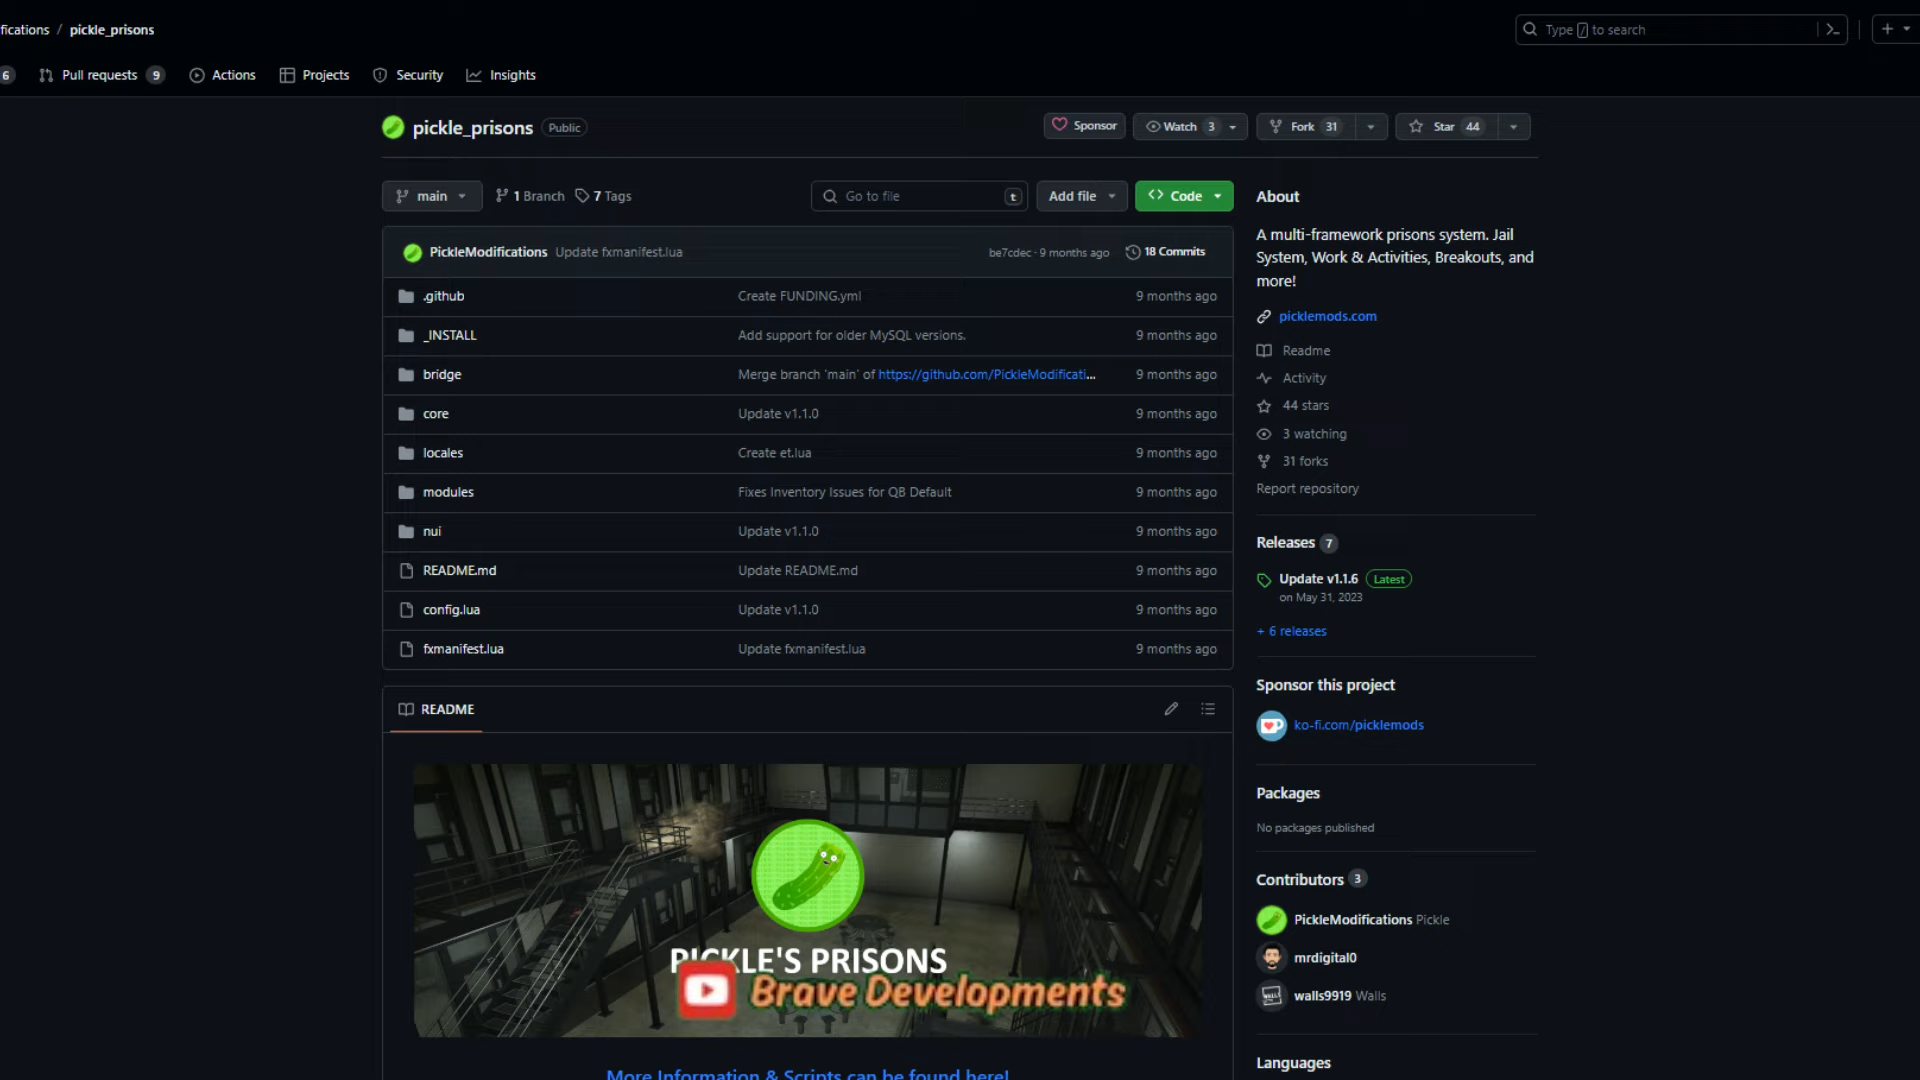 fications / pickle_prisons
Type / to search
6 Pull requests 9 Actions Projects Security Insights
pickle_prisons Public
Sponsor Watch 3 Fork 31 Star 44
main 1 Branch 7 Tags Go to file t Add file Code
PickleModifications Update fxmanifest.lua be7cdec · 9 months ago 18 Commits
.github Create FUNDING.yml 9 months ago
_INSTALL Add support for older MySQL versions. 9 months ago
bridge Merge branch 'main' of https://github.com/PickleModificati... 9 months ago
core Update v1.1.0 9 months ago
locales Create et.lua 9 months ago
modules Fixes Inventory Issues for QB Default 9 months ago
nui Update v1.1.0 9 months ago
README.md Update README.md 9 months ago
config.lua Update v1.1.0 9 months ago
fxmanifest.lua Update fxmanifest.lua 9 months ago
README
PICKLE'S PRISONS
Brave Developments
More Information & Scripts can be found here!
About
A multi-framework prisons system. Jail
System, Work & Activities, Breakouts, and
more!
picklemods.com
Readme
Activity
44 stars
3 watching
31 forks
Report repository
Releases 7
Update v1.1.6 Latest
on May 31, 2023
+ 6 releases
Sponsor this project
ko-fi.com/picklemods
Packages
No packages published
Contributors 3
PickleModifications Pickle
mrdigital0
walls9919 Walls
Languages